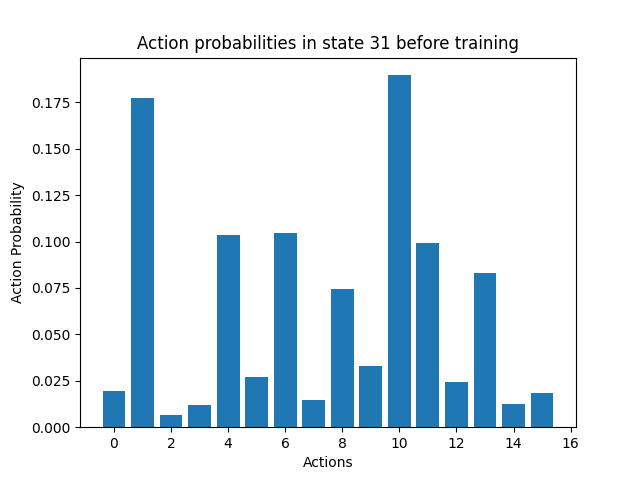 Action probabilities in state 31 before training
0.175
0.150
0.125
0.100
0.075
0.050
0.025
0.000
Action Probability
0 2 4 6 8 10 12 14 16
Actions